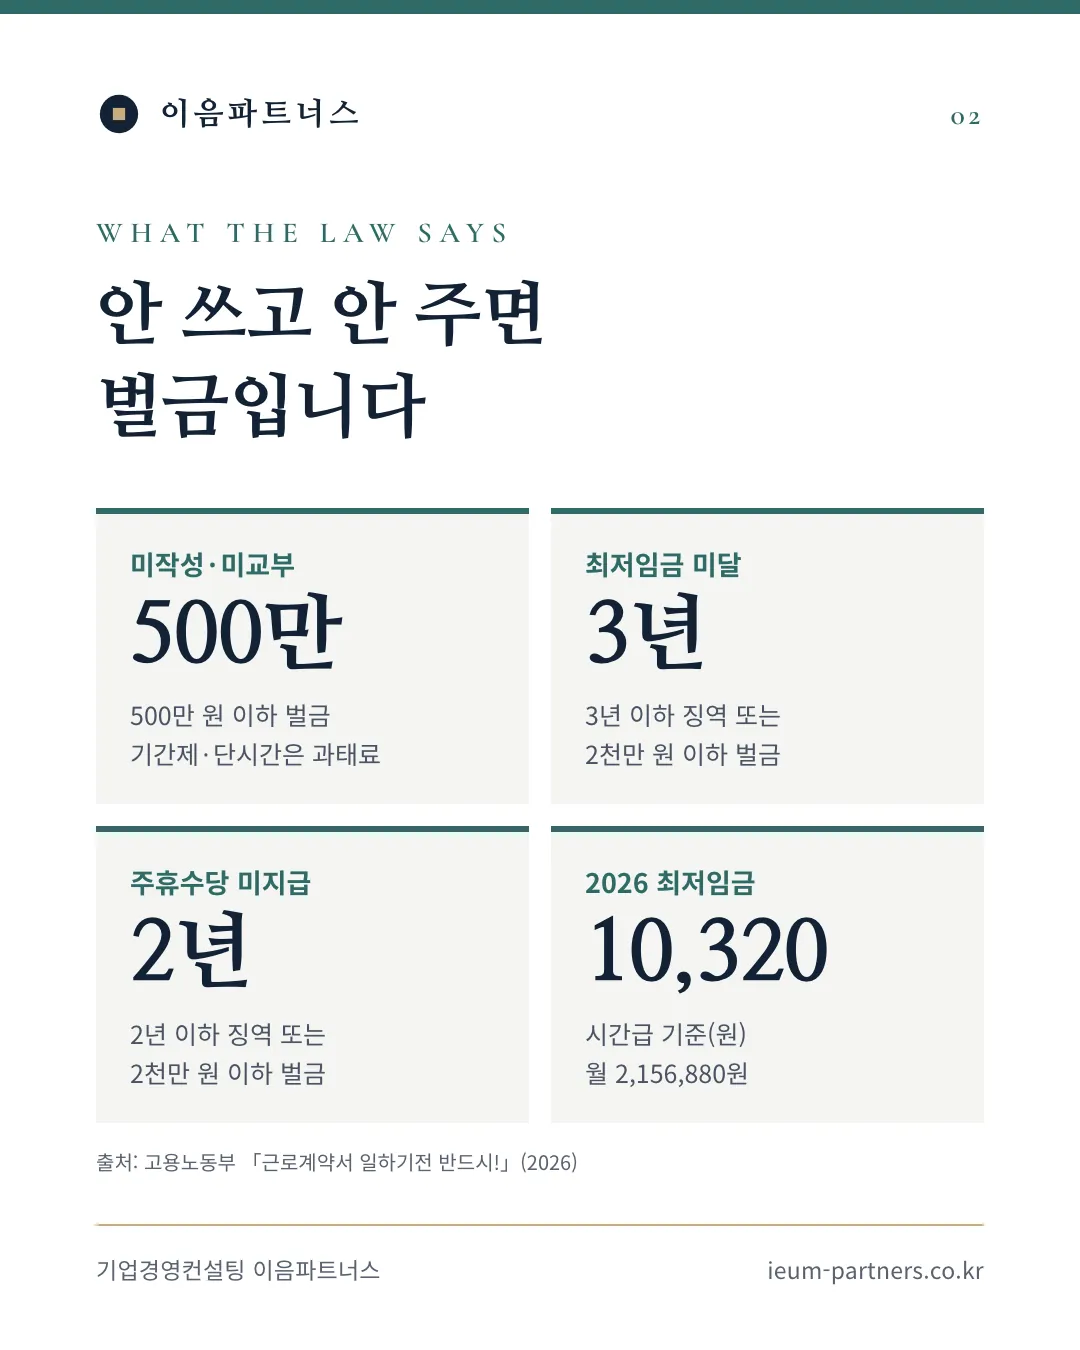 이음파트너스
02
WHAT THE LAW SAYS
안 쓰고 안 주면
벌금입니다
미작성·미교부
500만
500만 원 이하 벌금
기간제·단시간은 과태료
최저임금 미달
3년
3년 이하 징역 또는
2천만 원 이하 벌금
주휴수당 미지급
2년
2년 이하 징역 또는
2천만 원 이하 벌금
2026 최저임금
10,320
시간급 기준(원)
월 2,156,880원
출처: 고용노동부 「근로계약서 일하기전 반드시!」(2026)
기업경영컨설팅 이음파트너스
ieum-partners.co.kr